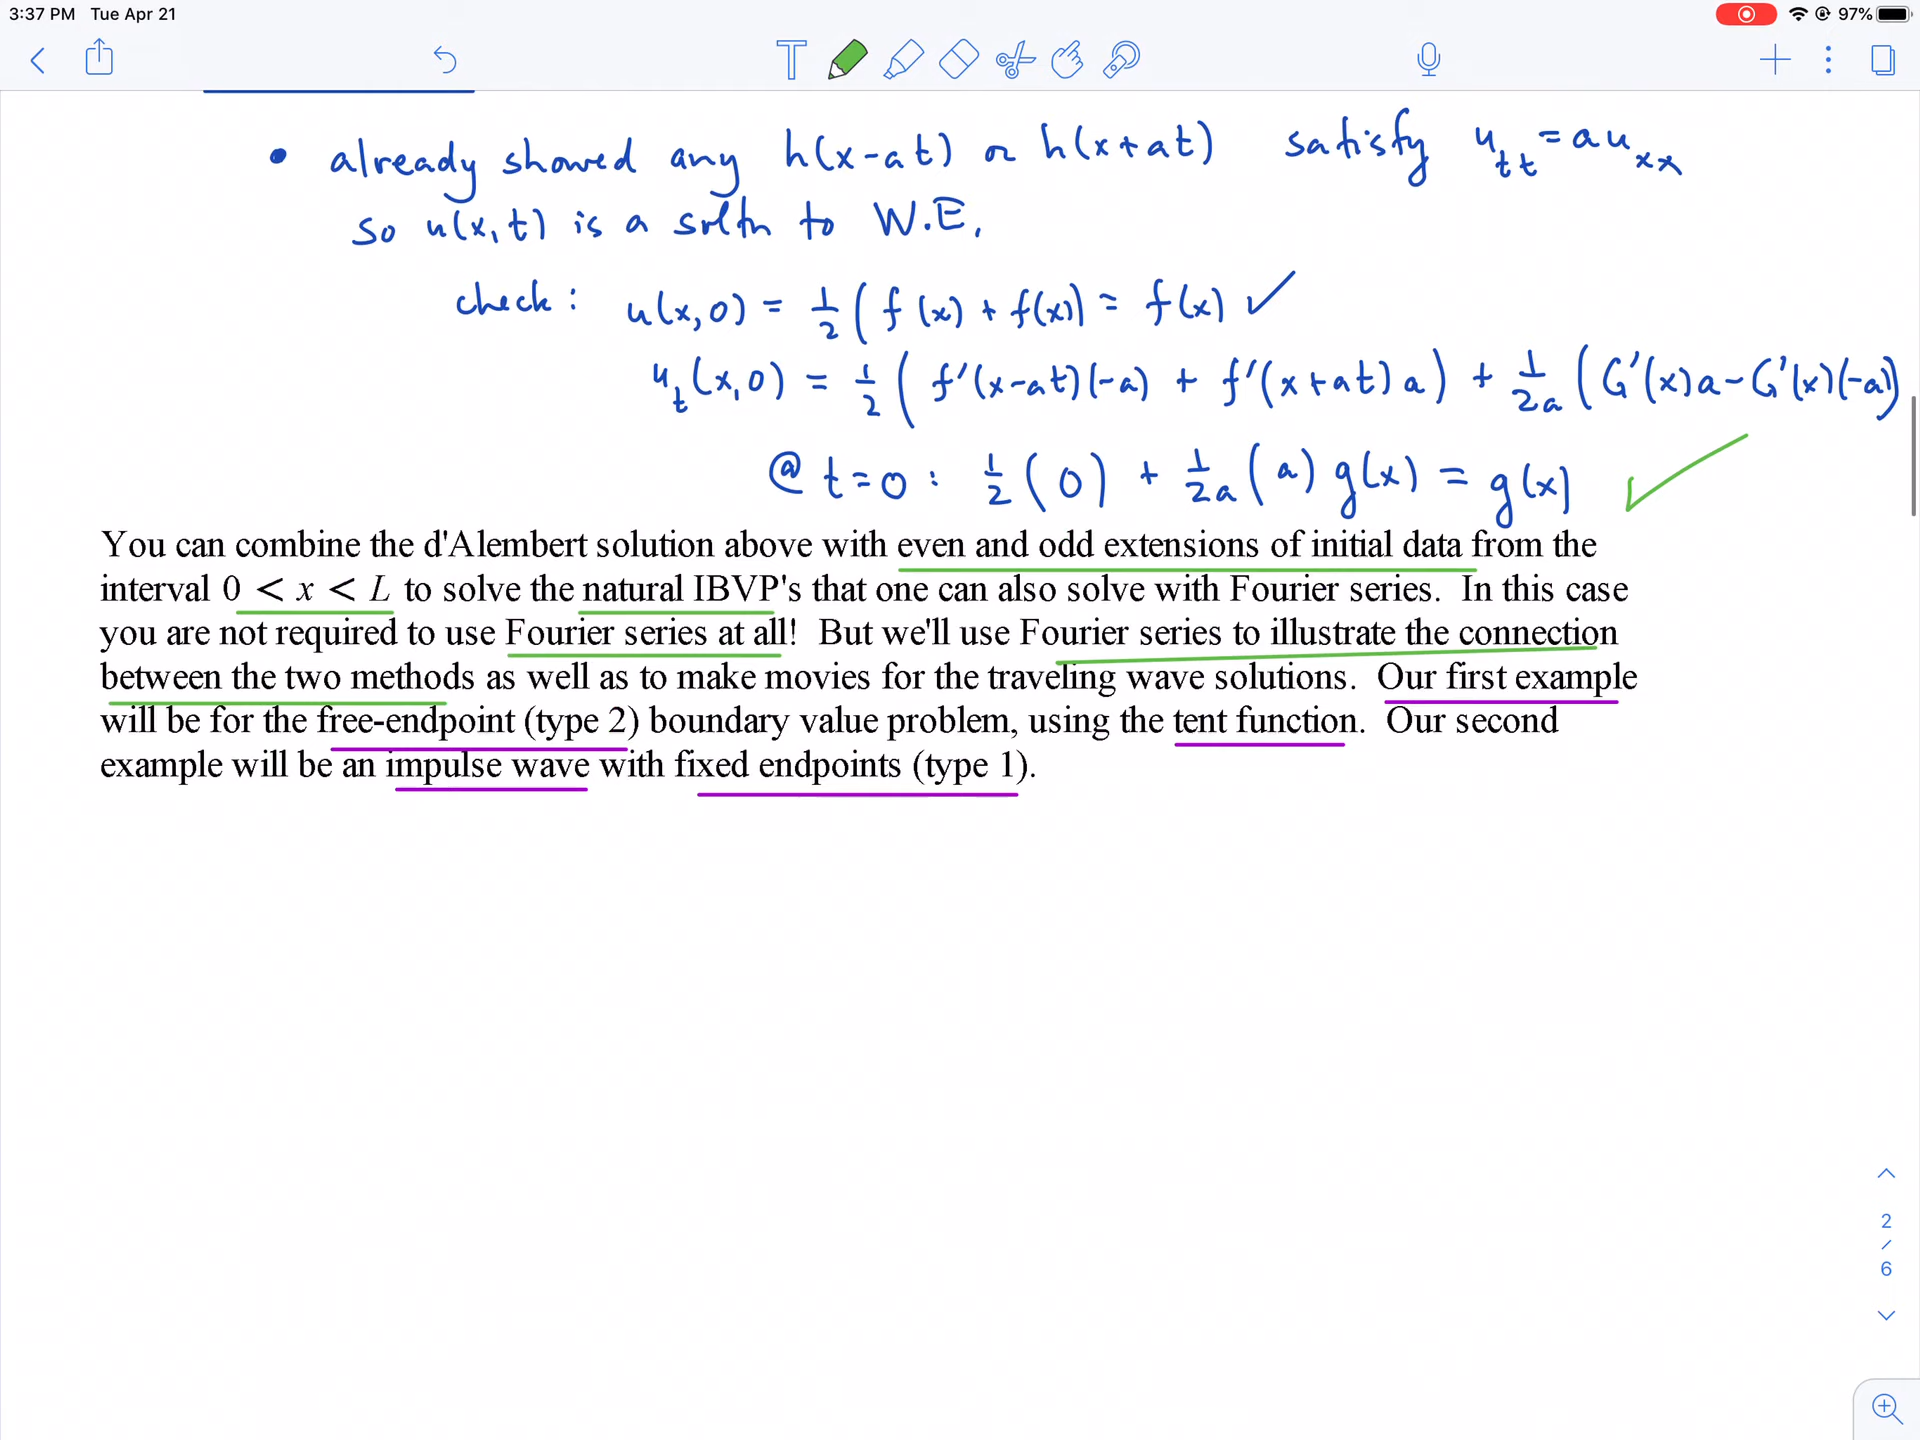 3:37 PM Tue Apr 21 97%
• already showed any h(x-at) or h(x+at) satisfy u_tt = a u_xx
so u(x,t) is a soltn to W.E.
check: u(x,0) = 1/2 (f(x) + f(x)) = f(x) ✓
u_t(x,0) = 1/2 (f'(x-at)(-a) + f'(x+at)a) + 1/2a (G'(x)a - G'(x)(-a))
@ t=0: 1/2 (0) + 1/2a (a) g(x) = g(x) ✓
You can combine the d'Alembert solution above with even and odd extensions of initial data from the
interval 0 < x < L to solve the natural IBVP's that one can also solve with Fourier series. In this case
you are not required to use Fourier series at all! But we'll use Fourier series to illustrate the connection
between the two methods as well as to make movies for the traveling wave solutions. Our first example
will be for the free-endpoint (type 2) boundary value problem, using the tent function. Our second
example will be an impulse wave with fixed endpoints (type 1).
2
/
6